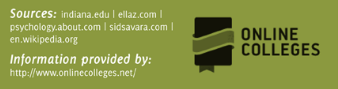 Sources: indiana.edu | ellaz.com |
psychology.about.com | sidsavara.com |
en.wikipedia.org
Information provided by:
http://www.onlinecolleges.net/
ONLINE
COLLEGES